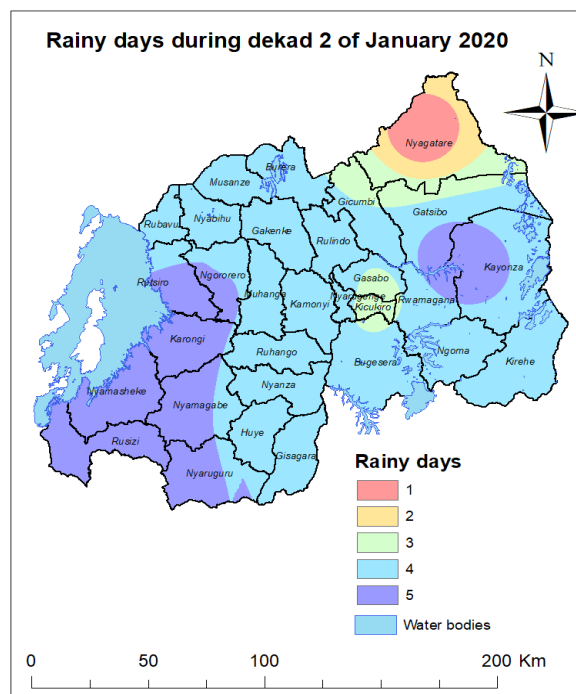 Rainy days during dekad 2 of January 2020
N
Nyagatare
Burera
Musanze
Gicumbi
Gatsibo
Rubavu
Nyabihu
Gakenke
Rulindo
Rutsiro
Ngororero
Gasabo
Kayonza
Muhanga
Kamonyi
Nyarugenge
Rwamagana
Kicukiro
Karongi
Ruhango
Bugesera
Ngoma
Kirehe
Nyamasheke
Nyamagabe
Nyanza
Rusizi
Huye
Gisagara
Nyaruguru
Rainy days
1
2
3
4
5
Water bodies
0 50 100 200 Km